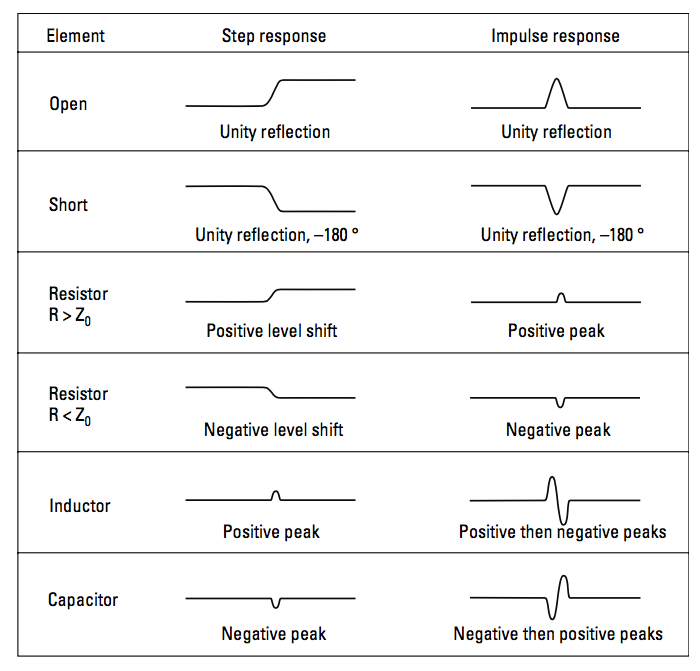 Element Step response Impulse response
Open
Unity reflection Unity reflection
Short
Unity reflection, –180 ° Unity reflection, –180 °
Resistor
R > Z0
Positive level shift Positive peak
Resistor
R < Z0
Negative level shift Negative peak
Inductor
Positive peak Positive then negative peaks
Capacitor
Negative peak Negative then positive peaks